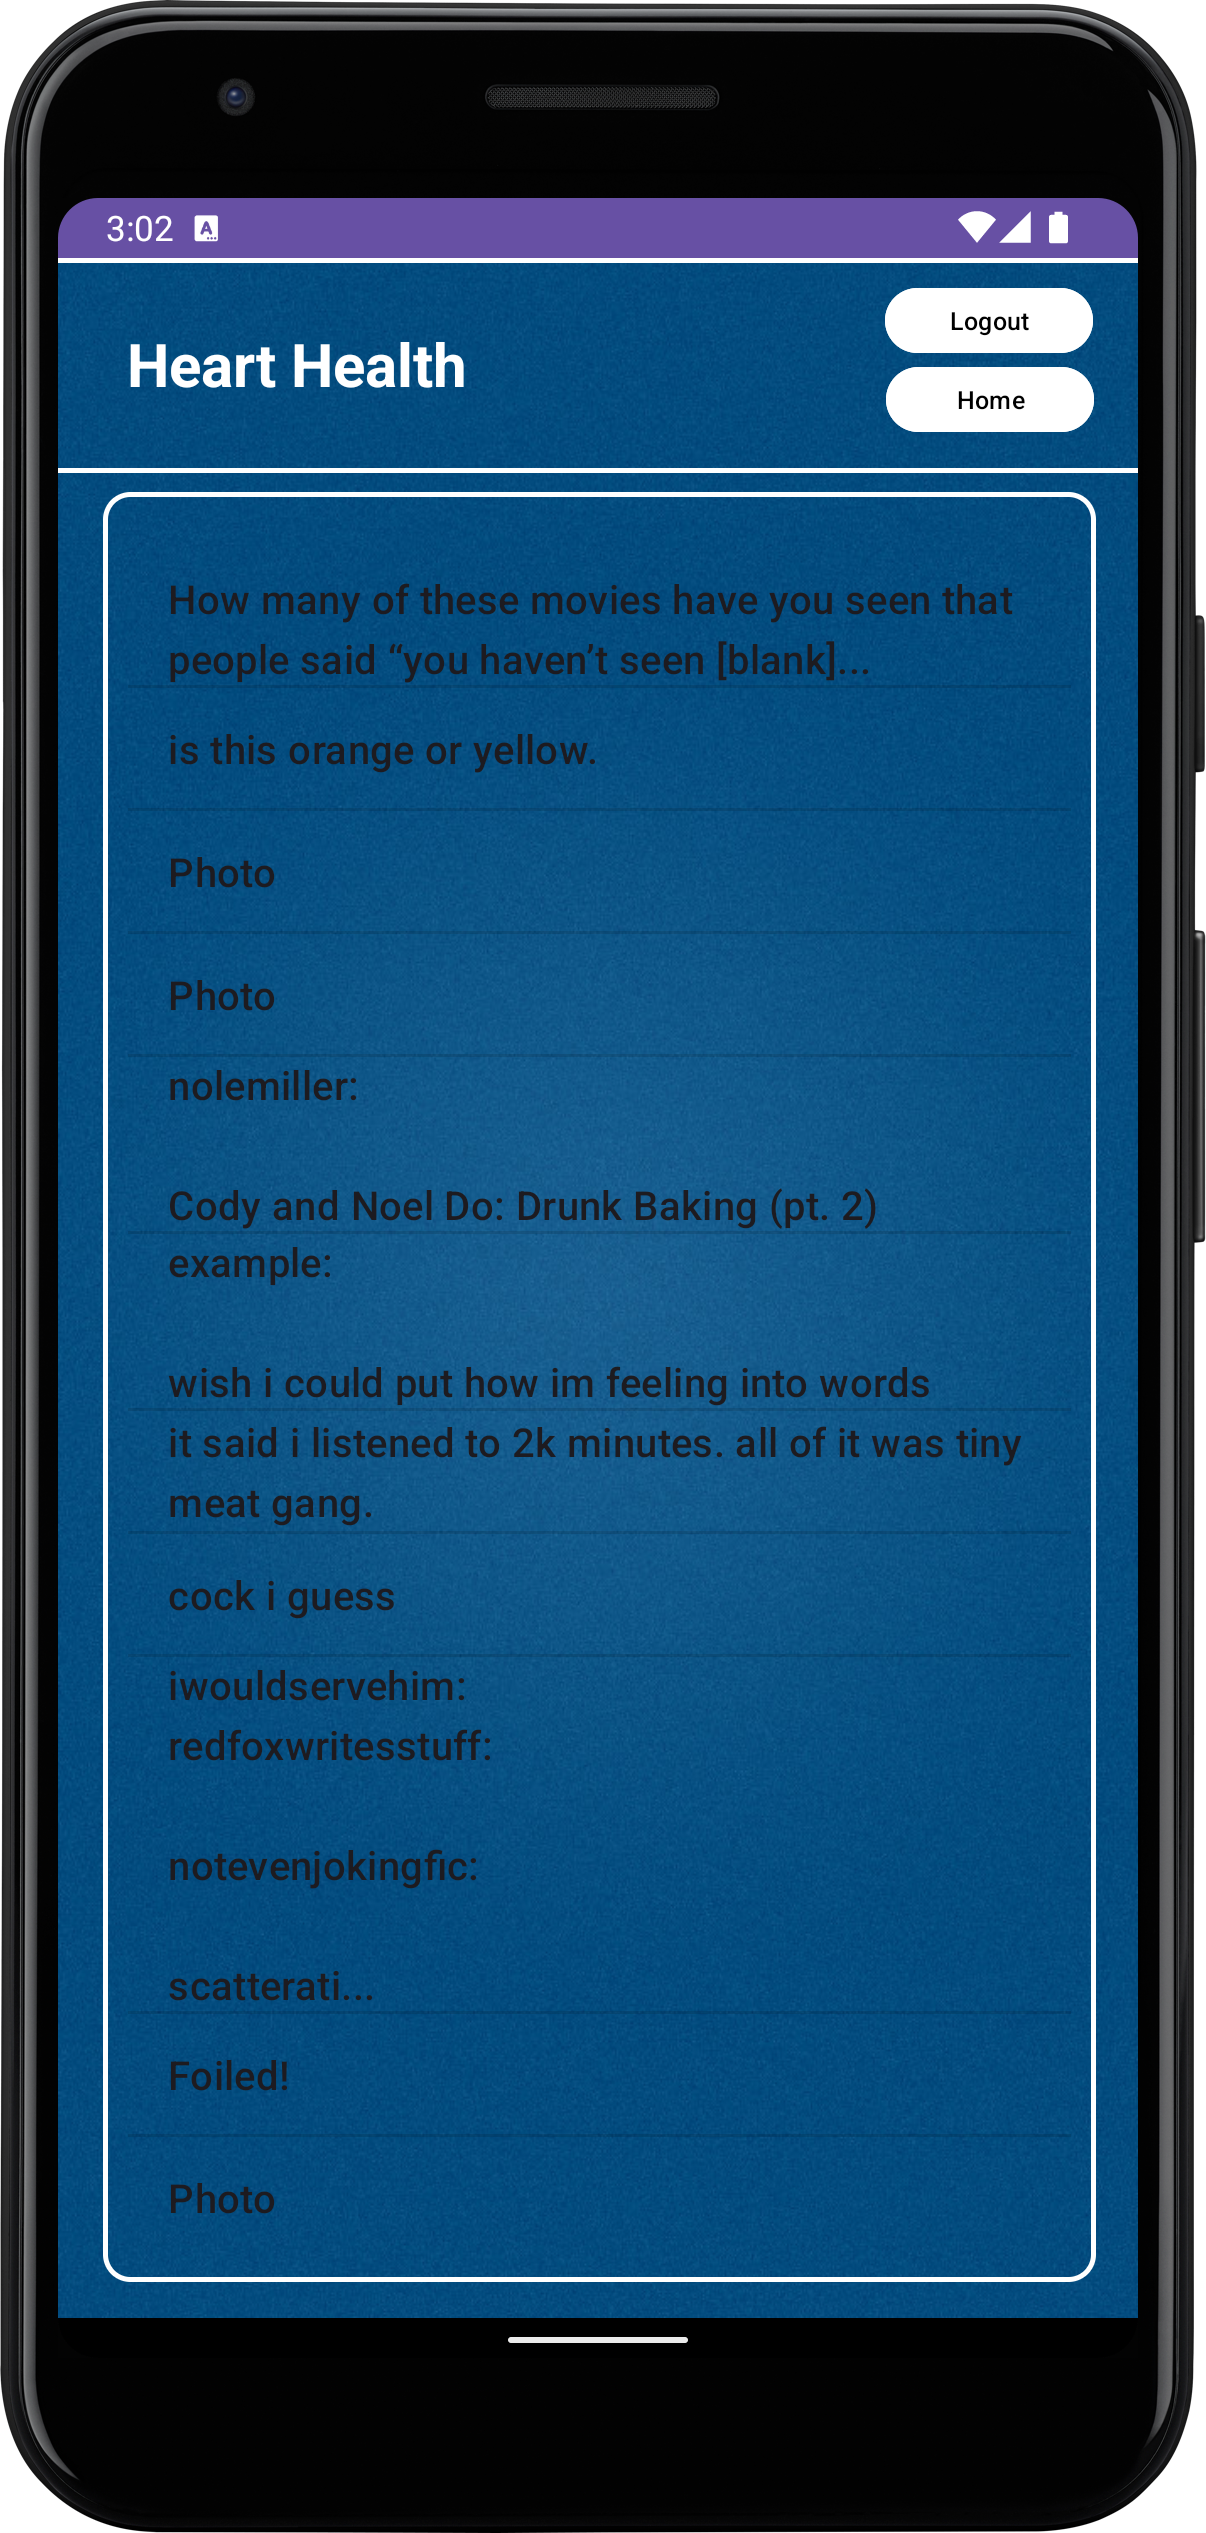 3:02
A
Heart Health
Logout
Home
How many of these movies have you seen that
people said “you haven’t seen [blank]...
is this orange or yellow.
Photo
Photo
nolemiller:
Cody and Noel Do: Drunk Baking (pt. 2)
example:
wish i could put how im feeling into words
it said i listened to 2k minutes. all of it was tiny
meat gang.
cock i guess
iwouldservehim:
redfoxwritesstuff:
notevenjokingfic:
scatterati...
Foiled!
Photo